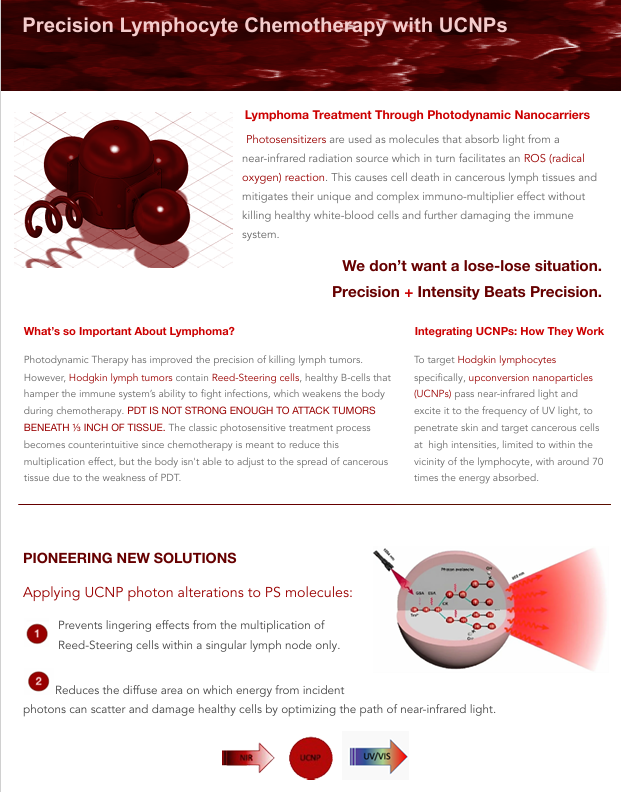 Precision Lymphocyte Chemotherapy with UCNPs
Lymphoma Treatment Through Photodynamic Nanocarriers
Photosensitizers are used as molecules that absorb light from a
near-infrared radiation source which in turn facilitates an ROS (radical
oxygen) reaction. This causes cell death in cancerous lymph tissues and
mitigates their unique and complex immuno-multiplier effect without
killing healthy white-blood cells and further damaging the immune
system.
We don't want a lose-lose situation.
Precision + Intensity Beats Precision.
What's so Important About Lymphoma?
Photodynamic Therapy has improved the precision of killing lymph tumors.
However, Hodgkin lymph tumors contain Reed-Steering cells, healthy B-cells that
hamper the immune system's ability to fight infections, which weakens the body
during chemotherapy. PDT IS NOT STRONG ENOUGH TO ATTACK TUMORS
BENEATH ⅓ INCH OF TISSUE. The classic photosensitive treatment process
becomes counterintuitive since chemotherapy is meant to reduce this
multiplication effect, but the body isn't able to adjust to the spread of cancerous
tissue due to the weakness of PDT.
Integrating UCNPs: How They Work
To target Hodgkin lymphocytes
specifically, upconversion nanoparticles
(UCNPs) pass near-infrared light and
excite it to the frequency of UV light, to
penetrate skin and target cancerous cells
at high intensities, limited to within the
vicinity of the lymphocyte, with around 70
times the energy absorbed.
PIONEERING NEW SOLUTIONS
Applying UCNP photon alterations to PS molecules:
1 Prevents lingering effects from the multiplication of
Reed-Steering cells within a singular lymph node only.
2 Reduces the diffuse area on which energy from incident
photons can scatter and damage healthy cells by optimizing the path of near-infrared light.
Photon avalanche
GSA ESA
CR
NIR
UCNP
UV/VIS